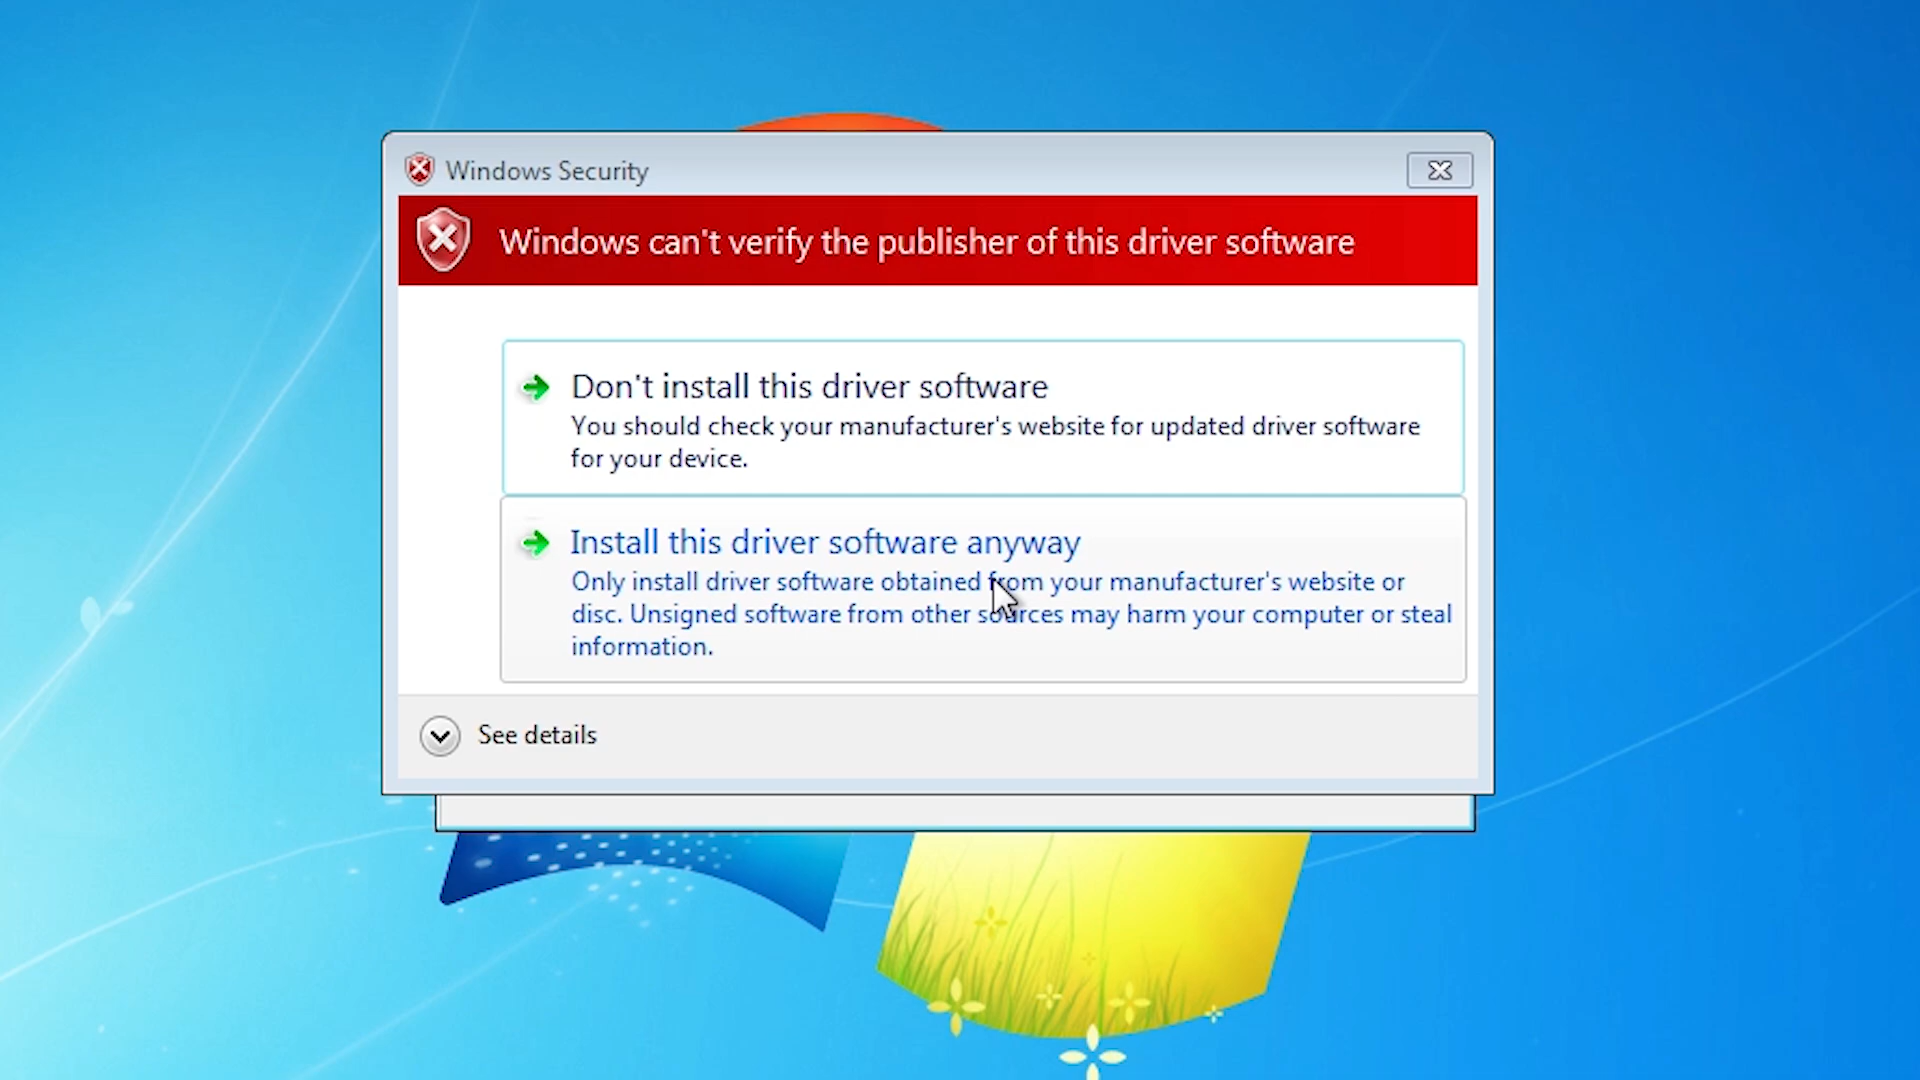 Windows Security
Windows can't verify the publisher of this driver software
Don't install this driver software
You should check your manufacturer's website for updated driver software
for your device.
Install this driver software anyway
Only install driver software obtained from your manufacturer's website or
disc. Unsigned software from other sources may harm your computer or steal
information.
See details